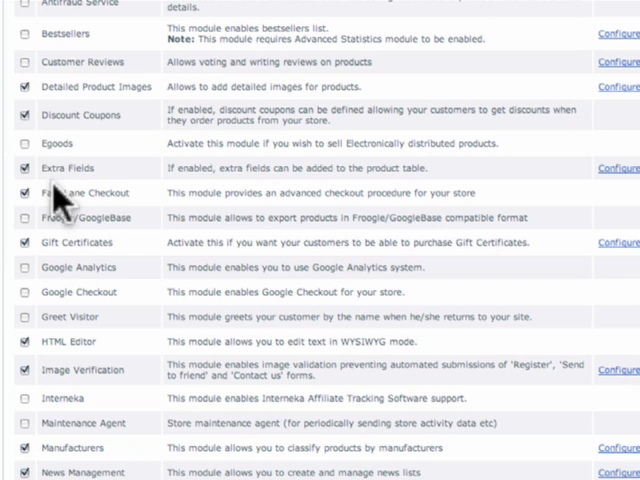 Antifraud Service
details.
Bestsellers
This module enables bestsellers list.
Note: This module requires Advanced Statistics module to be enabled.
Configure
Customer Reviews
Allows voting and writing reviews on products
Configure
Detailed Product Images
Allows to add detailed images for products.
Configure
Discount Coupons
If enabled, discount coupons can be defined allowing your customers to get discounts when
they order products from your store.
Egoods
Activate this module if you wish to sell Electronically distributed products.
Extra Fields
If enabled, extra fields can be added to the product table.
Configure
Lane Checkout
This module provides an advanced checkout procedure for your store
Froogle/GoogleBase
This module allows to export products in Froogle/GoogleBase compatible format
Gift Certificates
Activate this if you want your customers to be able to purchase Gift Certificates.
Configure
Google Analytics
This module enables you to use Google Analytics system.
Google Checkout
This module enables Google Checkout for your store.
Greet Visitor
This module greets your customer by the name when he/she returns to your site.
HTML Editor
This module allows you to edit text in WYSIWYG mode.
Image Verification
This module enables image validation preventing automated submissions of 'Register', 'Send
to friend' and 'Contact us' forms.
Configure
Interneka
This module enables Interneka Affiliate Tracking Software support.
Maintenance Agent
Store maintenance agent (for periodically sending store activity data etc)
Manufacturers
This module allows you to classify products by manufacturers
Configure
News Management
This module allows you to create and manage news lists
Configure